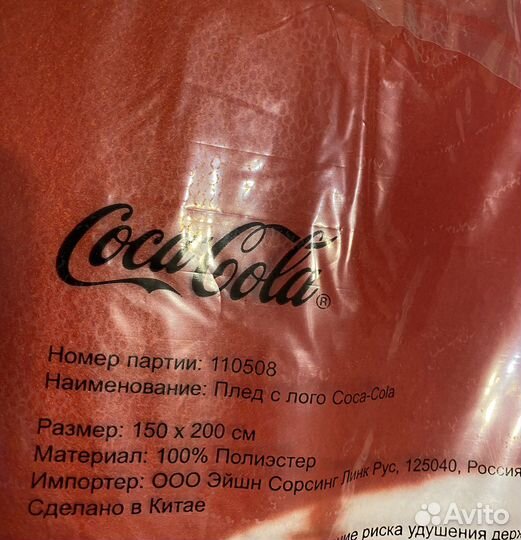 Coca-Cola®
Номер партии: 110508
Наименование: Плед с лого Coca-Cola
Размер: 150 x 200 см
Материал: 100% Полиэстер
Импортер: ООО Эйшн Сорсинг Линк Рус, 125040, Россия
Сделано в Китае
риска удушения
Avito